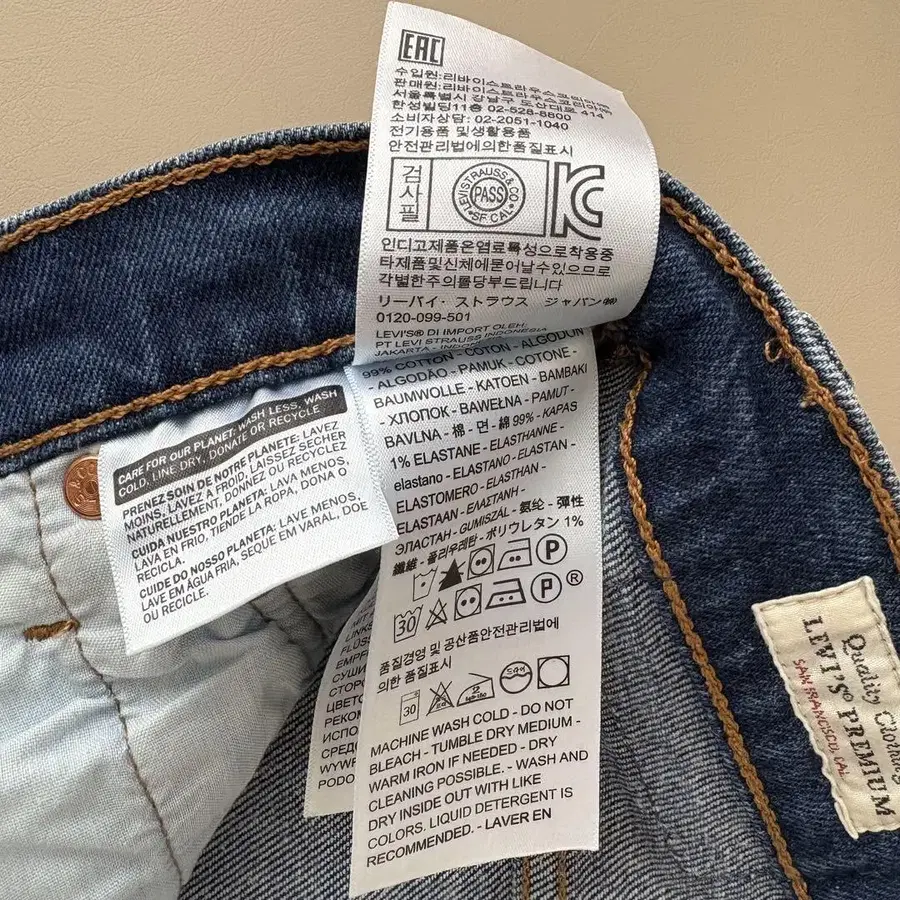 EAC
수입원:리바이스트라우스코리아㈜
판매원:리바이스트라우스코리아㈜
서울특별시 강남구 도산대로 414
한성빌딩11층 02-528-8800
소비자상담: 02-2051-1040
전기용품 및생활용품
안전관리법에의한품질표시
검사필
LEVI STRAUSS & CO
PASS
S.F. CAL.
KC
인디고제품은염료특성으로착용중
타제품및신체에묻어날수있으므로
각별한주의를당부드립니다
リーバイ・ストラウス ジャパン㈱
0120-099-501
LEVI'S® DI IMPORT OLEH,
PT LEVI STRAUSS INDONESIA
JAKARTA - INDONESIA
99% COTTON - COTON - ALGODON
- ALGODÃO - PAMUK - COTONE -
BAUMWOLLE - KATOEN - BAMBAKI
- ХЛОПОК - BAWEŁNA - PAMUT -
BAVLNA - 棉 - 면 - 綿 99% - KAPAS
1% ELASTANE - ÉLASTHANNE -
elastano - ELASTANO - ELASTAN -
ELASTOMERO - ELASTHAN -
ELASTAAN - ΕΛΑΣΤΑΝΗ -
ЭЛАСТАН - GUMISZÁL - 氨纶 - 彈性
纖維 - 폴리우레탄 - ポリウレタン 1%
P
30 P ®
품질경영 및 공산품안전관리법에
의한 품질표시
30
MACHINE WASH COLD - DO NOT
BLEACH - TUMBLE DRY MEDIUM -
WARM IRON IF NEEDED - DRY
CLEANING POSSIBLE. - WASH AND
DRY INSIDE OUT WITH LIKE
COLORS. LIQUID DETERGENT IS
RECOMMENDED. - LAVER EN
CARE FOR OUR PLANET: WASH LESS, WASH
COLD, LINE DRY, DONATE OR RECYCLE
PRENEZ SOIN DE NOTRE PLANETE: LAVEZ
MOINS, LAVEZ A FROID, LAISSEZ SECHER
NATURELLEMENT, DONNEZ OU RECYCLEZ
CUIDA NUESTRO PLANETA: LAVA MENOS,
LAVA EN FRIO, TIENDE LA ROPA, DONA O
RECICLA.
CUIDE DO NOSSO PLANETA: LAVE MENOS,
LAVE EM ÁGUA FRIA, SEQUE EM VARAL, DOE
OU RECICLE.
Quality Clothing
LEVI'S® PREMIUM
SAN FRANCISCO, CAL.